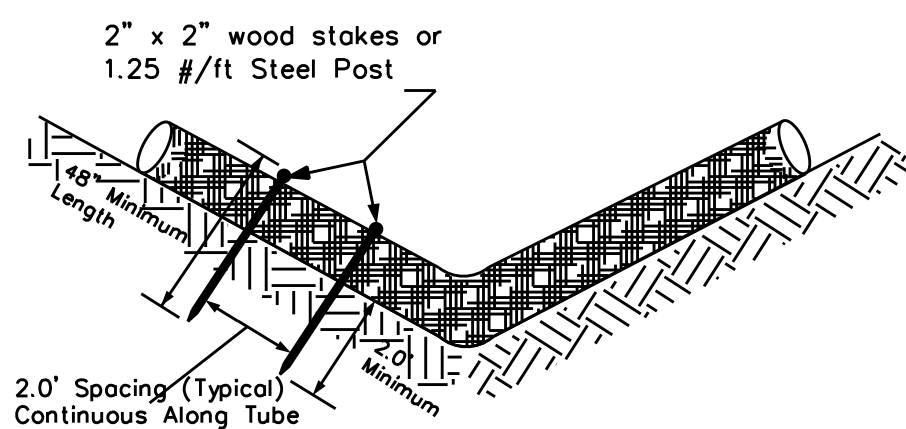 2" x 2" wood stakes or
1.25 #/ft Steel Post
48" Minimum
Length
2.0'
Minimum
2.0' Spacing (Typical)
Continuous Along Tube